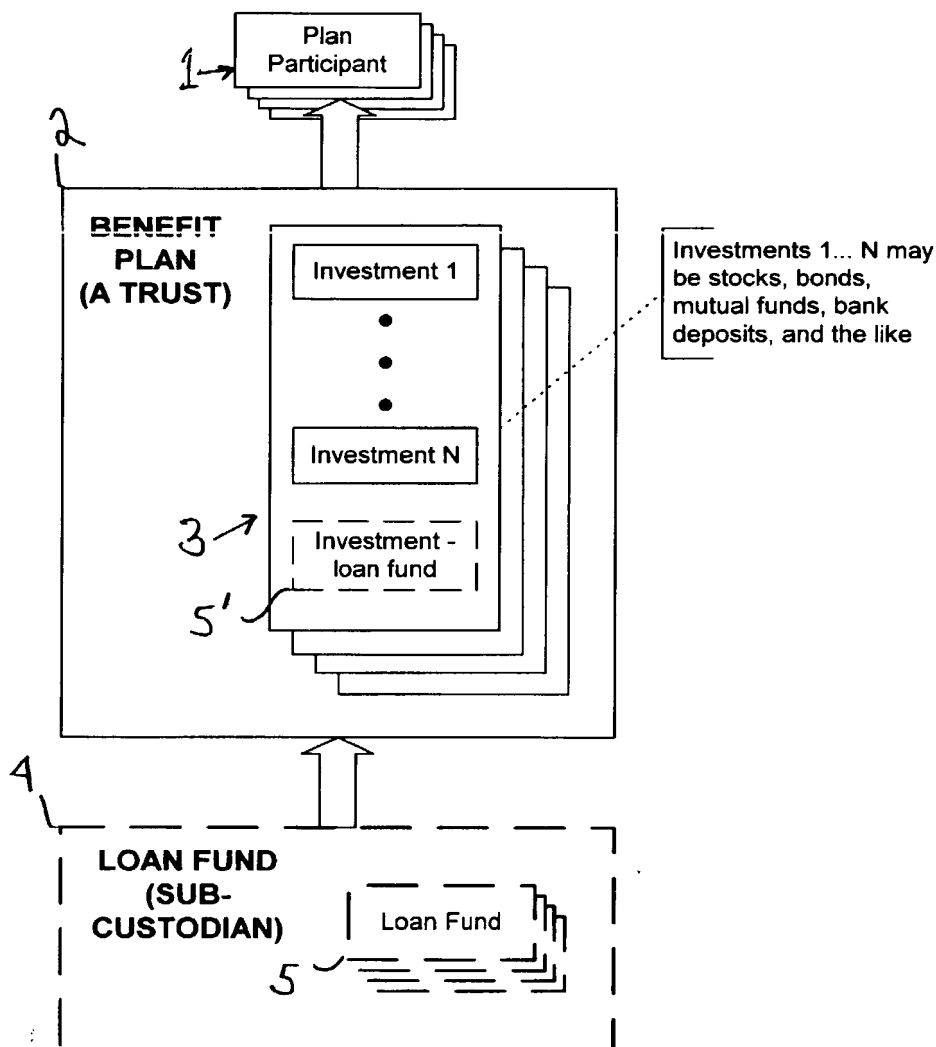 Plan
Participant
1
2
BENEFIT
PLAN
(A TRUST)
Investment 1
Investment N
Investment -
loan fund
3
5'
Investments 1... N may
be stocks, bonds,
mutual funds, bank
deposits, and the like
4
LOAN FUND
(SUB-
CUSTODIAN)
Loan Fund
5